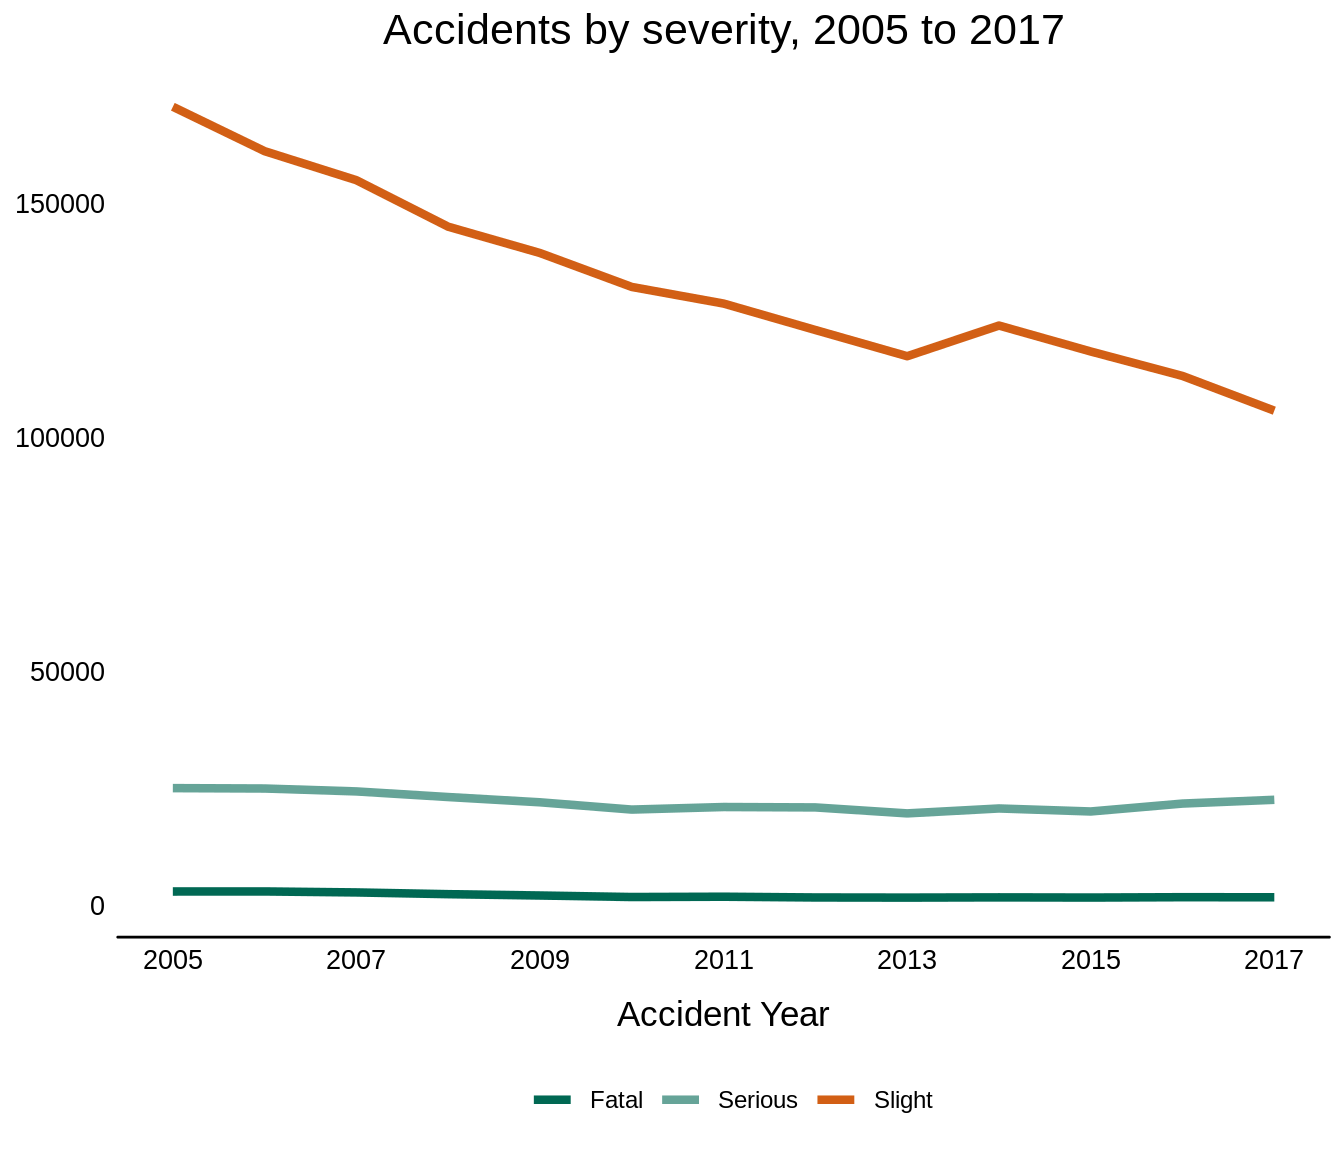 Accidents by severity, 2005 to 2017
150000
100000
50000
0
2005 2007 2009 2011 2013 2015 2017
Accident Year
Fatal Serious Slight